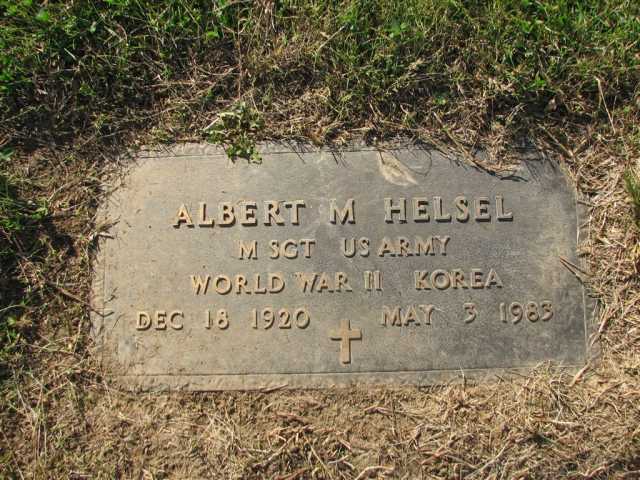 ALBERT M HELSEL
M SGT US ARMY
WORLD WAR II KOREA
DEC 18 1920 MAY 3 1983